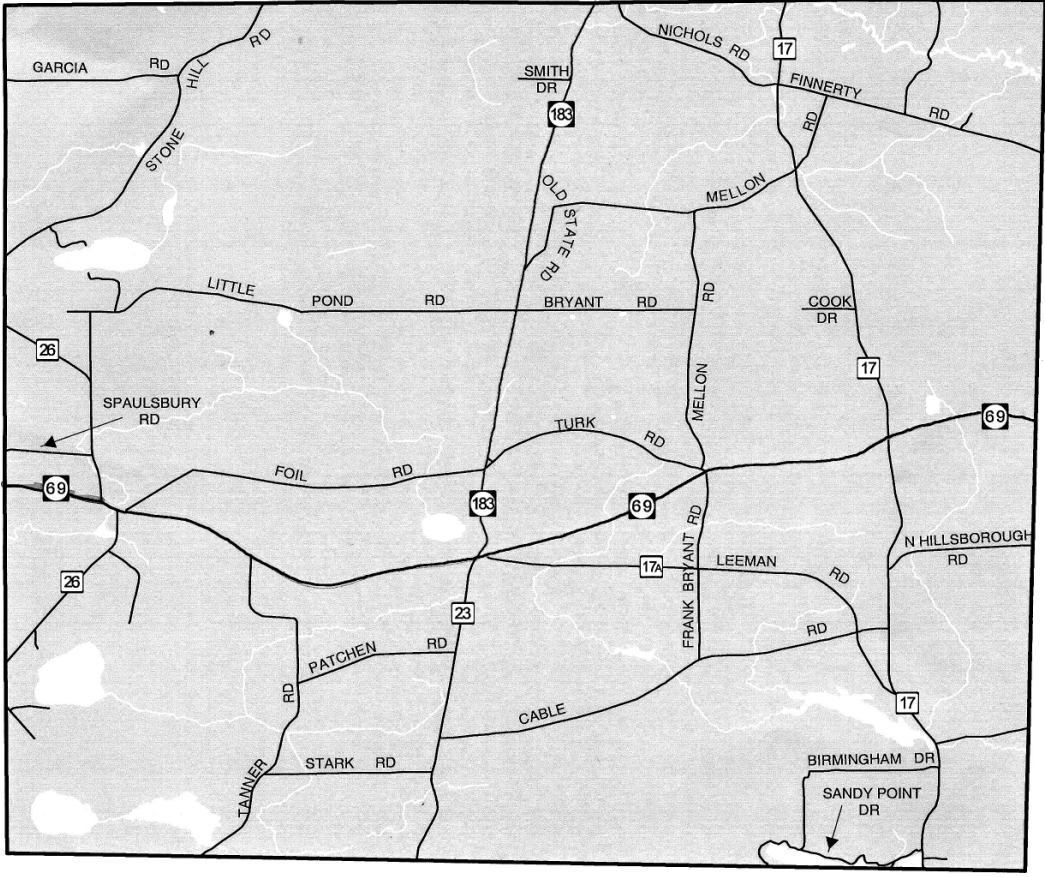 NICHOLS RD
17
GARCIA RD
STONE HILL RD
SMITH
DR
183
FINNERTY RD
MELLON RD
OLD STATE RD
LITTLE POND RD
BRYANT RD
MELLON RD
COOK
DR
26
17
SPAULSBURY
RD
TURK RD
69
FOIL RD
69
183
69
FRANK BRYANT RD
N HILLSBOROUGH
RD
17A
LEEMAN RD
26
23
PATCHEN RD
CABLE RD
17
TANNER RD
STARK RD
BIRMINGHAM DR
SANDY POINT
DR